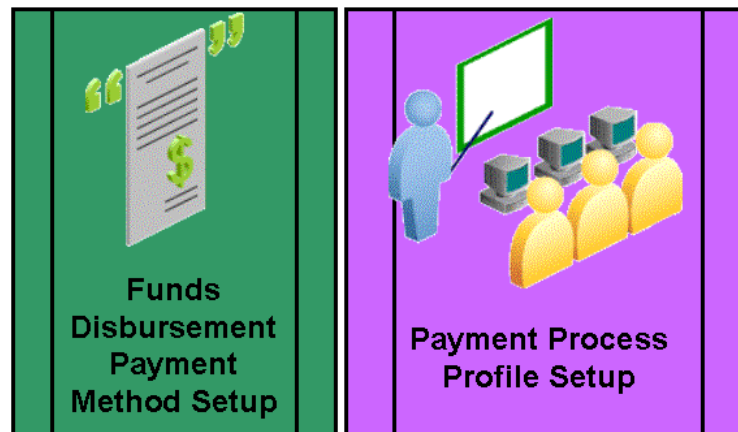 “ ”
$
Funds
Disbursement
Payment
Method Setup
Payment Process
Profile Setup